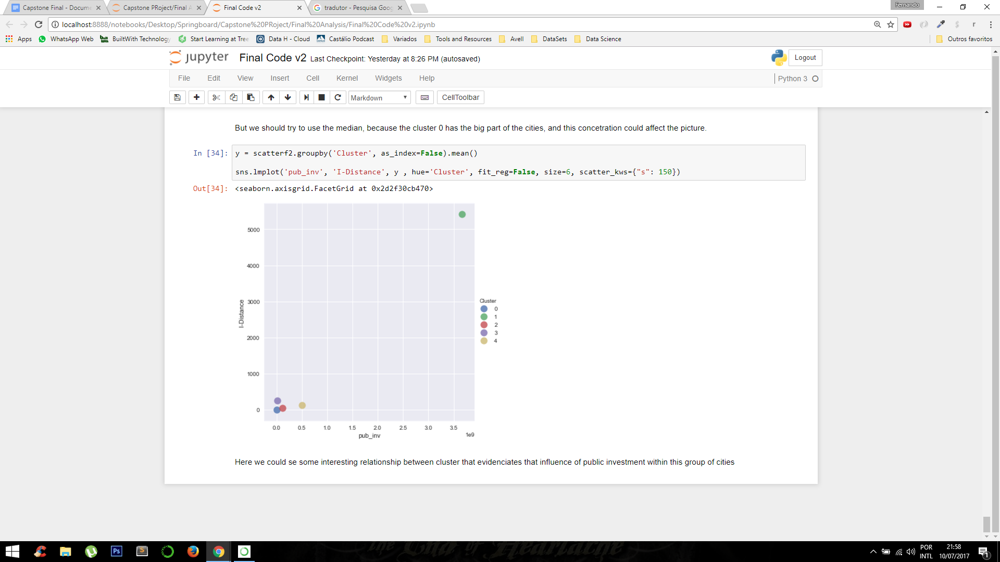 Capstone Final - Docume
Capstone PRoject/Final A
Final Code v2
tradutor - Pesquisa Goog
Fernando
localhost:8888/notebooks/Desktop/Springboard/Capstone%20PRoject/Final%20Analysis/Final%20Code%20v2.ipynb
Apps
WhatsApp Web
BuiltWith Technology
Start Learning at Tree
Data H - Cloud
Castálio Podcast
Variados
Tools and Resources
Avell
DataSets
Data Science
Outros favoritos
jupyter
Final Code v2
Last Checkpoint: Yesterday at 8:26 PM (autosaved)
Logout
File
Edit
View
Insert
Cell
Kernel
Widgets
Help
Python 3
Markdown
CellToolbar
But we should try to use the median, because the cluster 0 has the big part of the cities, and this concetration could affect the picture.
In [34]: y = scatterf2.groupby('Cluster', as_index=False).mean()
sns.lmplot('pub_inv', 'I-Distance', y , hue='Cluster', fit_reg=False, size=6, scatter_kws={"s": 150})
Out[34]: <seaborn.axisgrid.FacetGrid at 0x2d2f30cb470>
5000
4000
3000
2000
1000
0
I-Distance
Cluster
0
1
2
3
4
0.0 0.5 1.0 1.5 2.0 2.5 3.0 3.5
1e9
pub_inv
Here we could se some interesting relationship between cluster that evidenciates that influence of public investment within this group of cities
Ps
S
The End of Heartache
POR
INTL
21:58
10/07/2017
1